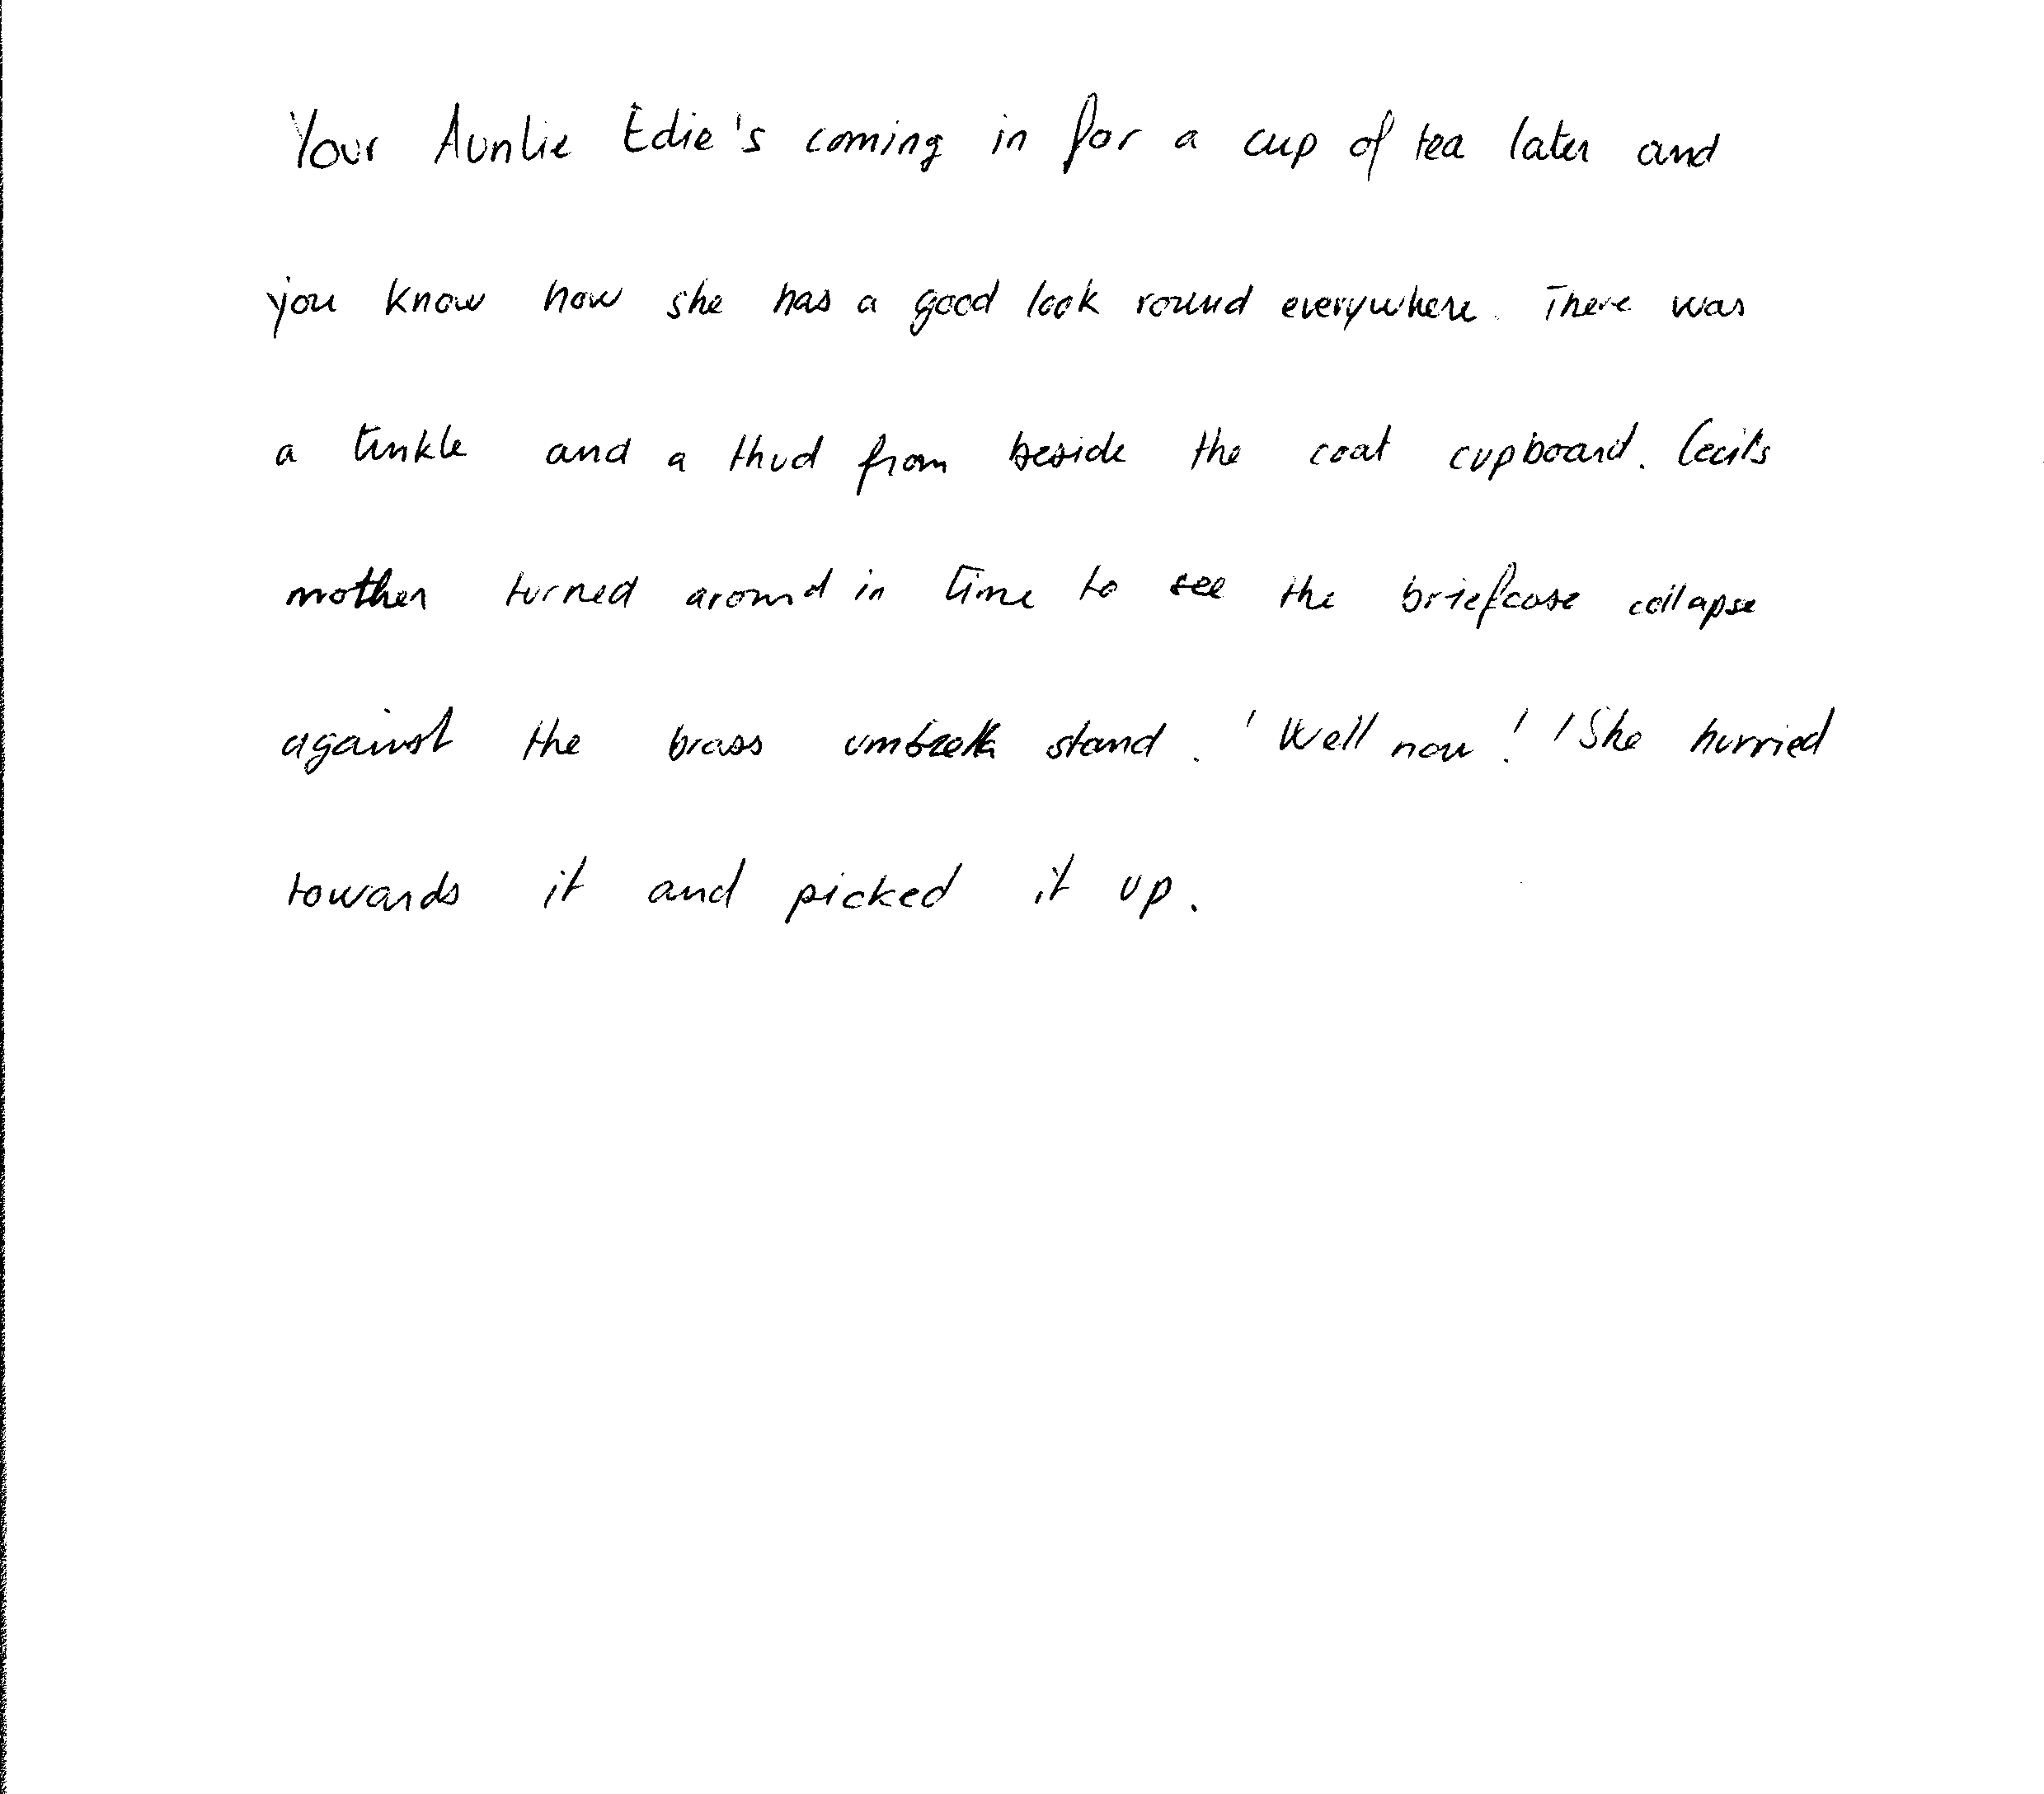 Your Auntie Edie's coming in for a cup of tea later and
you know how she has a good look round everywhere. There was
a tinkle and a thud from beside the coat cupboard. Cecil's
mother turned around in time to see the briefcase collapse
against the brass umbrella stand. 'Well now!' She hurried
towards it and picked it up.